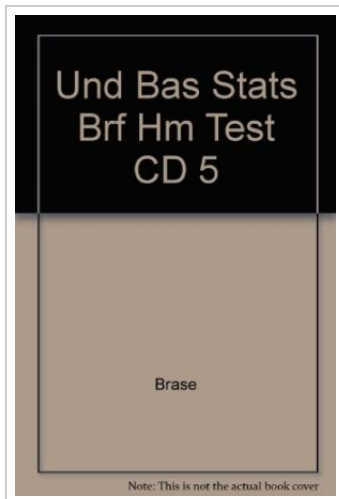 Und Bas Stats
Brf Hm Test
CD 5
Brase
Note: This is not the actual book cover